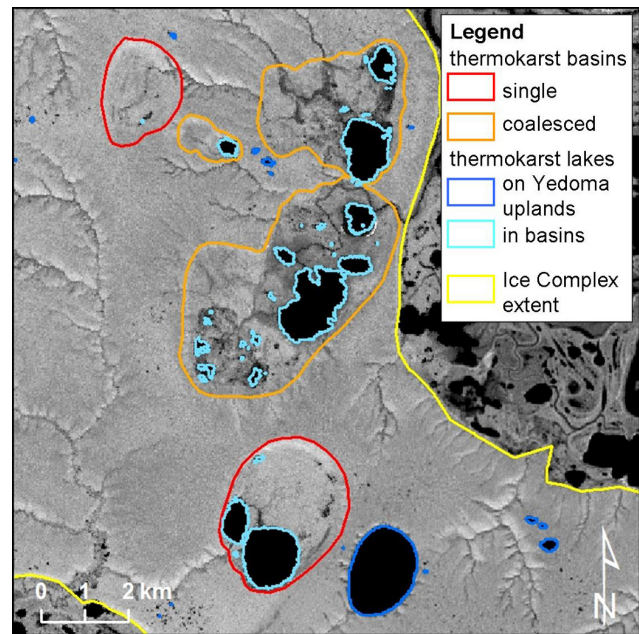 Legend
thermokarst basins
single
coalesced
thermokarst lakes
on Yedoma
uplands
in basins
Ice Complex
extent
0 1 2 km
N